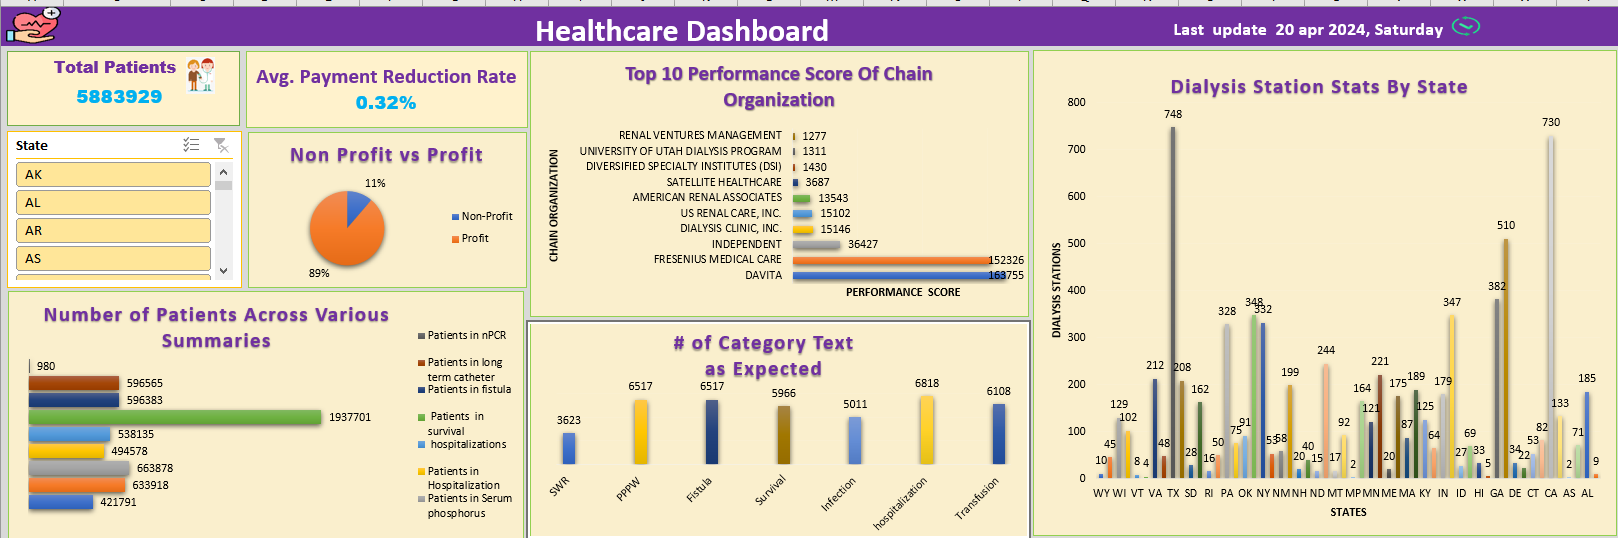 Healthcare Dashboard
Last update 20 apr 2024, Saturday
Total Patients
5883929
Avg. Payment Reduction Rate
0.32%
State
AK
AL
AR
AS
Non Profit vs Profit
11%
89%
Non-Profit
Profit
Number of Patients Across Various
Summaries
980
596565
596383
1937701
538135
494578
663878
633918
421791
Patients in nPCR
Patients in long
term catheter
Patients in fistula
Patients in
survival
hospitalizations
Patients in
Hospitalization
Patients in Serum
phosphorus
Top 10 Performance Score Of Chain
Organization
CHAIN ORGANIZATION
RENAL VENTURES MANAGEMENT 1277
UNIVERSITY OF UTAH DIALYSIS PROGRAM 1311
DIVERSIFIED SPECIALTY INSTITUTES (DSI) 1430
SATELLITE HEALTHCARE 3687
AMERICAN RENAL ASSOCIATES 13543
US RENAL CARE, INC. 15102
DIALYSIS CLINIC, INC. 15146
INDEPENDENT 36427
FRESENIUS MEDICAL CARE 152326
DAVITA 163755
PERFORMANCE SCORE
# of Category Text
as Expected
3623 6517 6517 5966 5011 6818 6108
SWR PPPW Fistula Survival Infection hospitalization Transfusion
Dialysis Station Stats By State
DIALYSIS STATIONS
800
700
600
500
400
300
200
100
0
10 45 129 102 8 4 212 48 748 208 28 162 16 50 328 75 91 348 332 53 58 199 20 40 15 244 17 92 2 164 121 221 20 175 87 189 125 64 179 347 27 69 33 5 382 510 34 22 53 82 730 133 2 71 185 9
WY WI VT VA TX SD RI PA OK NY NM NH ND MT MP MN ME MA KY IN ID HI GA DE CT CA AS AL
STATES